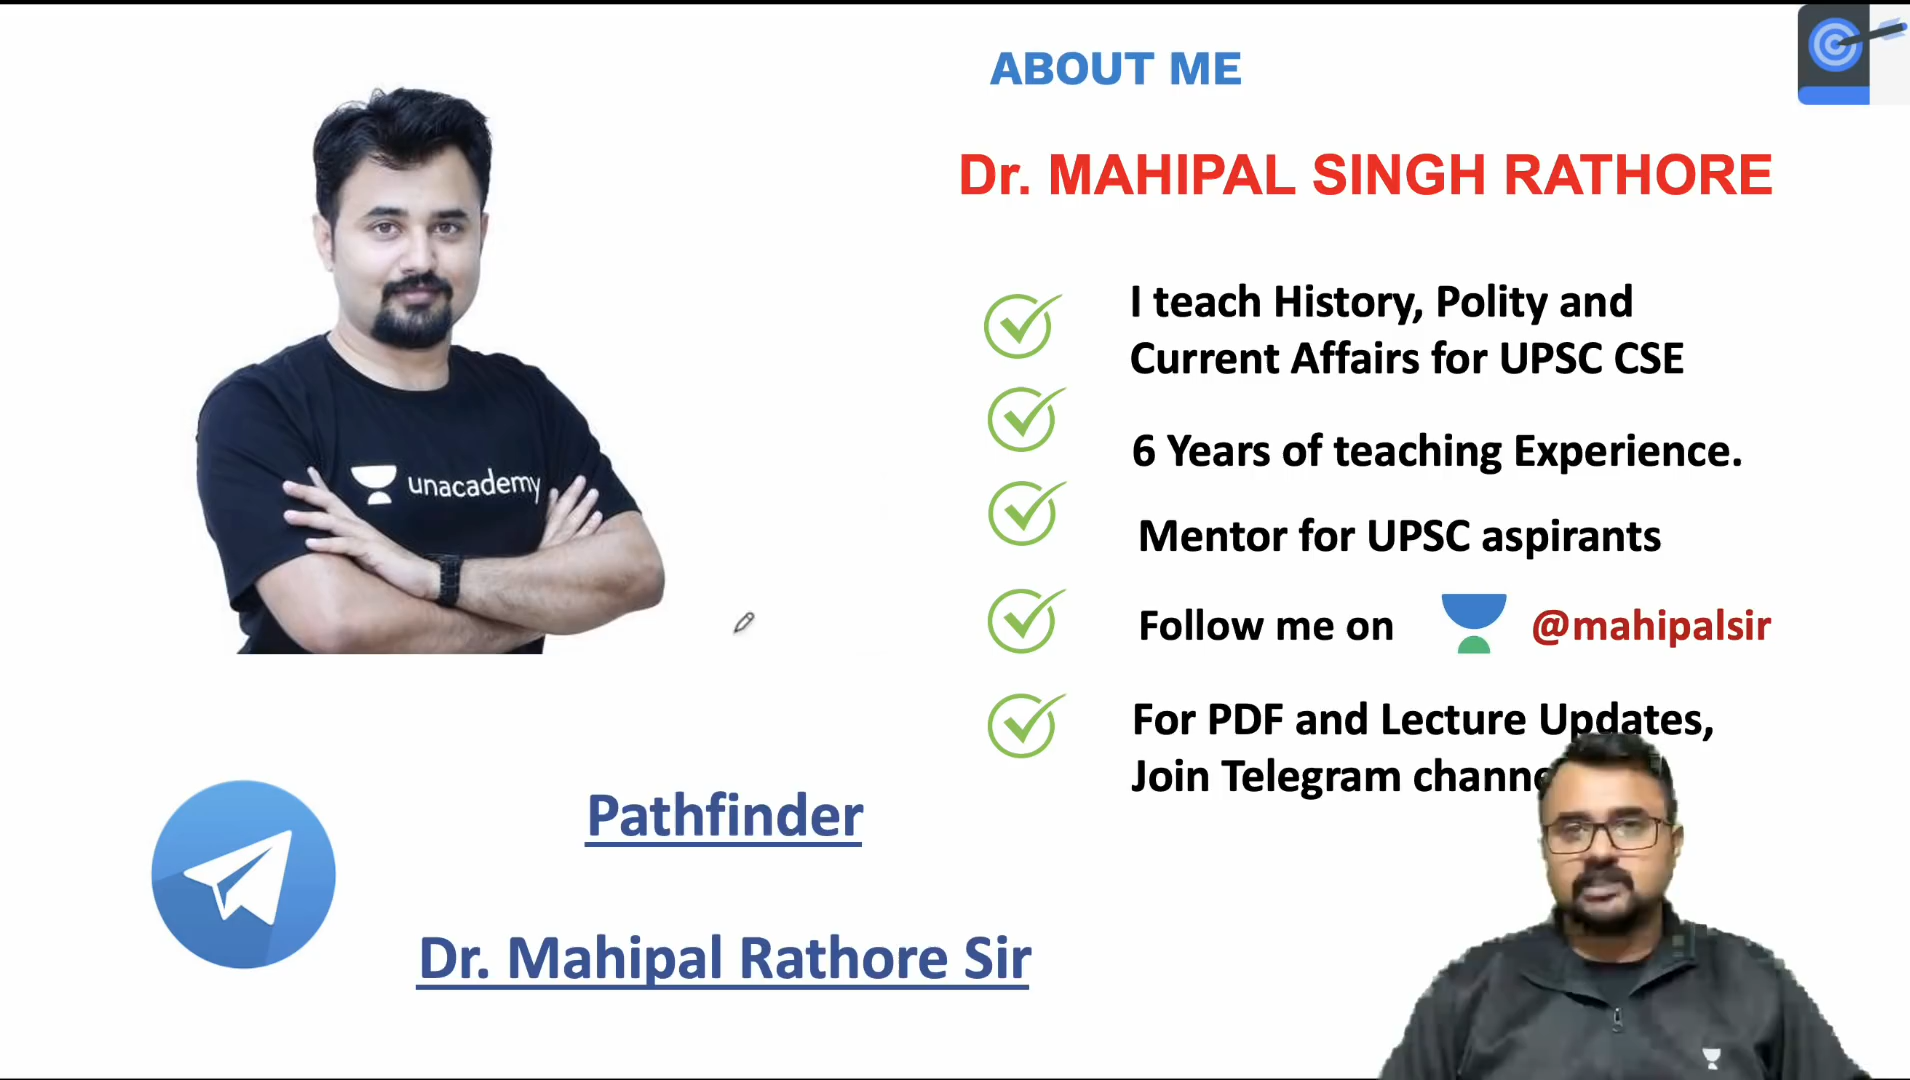 ABOUT ME
Dr. MAHIPAL SINGH RATHORE
I teach History, Polity and
Current Affairs for UPSC CSE
6 Years of teaching Experience.
Mentor for UPSC aspirants
Follow me on @mahipalsir
For PDF and Lecture Updates,
Join Telegram
unacademy
Pathfinder
Dr. Mahipal Rathore Sir